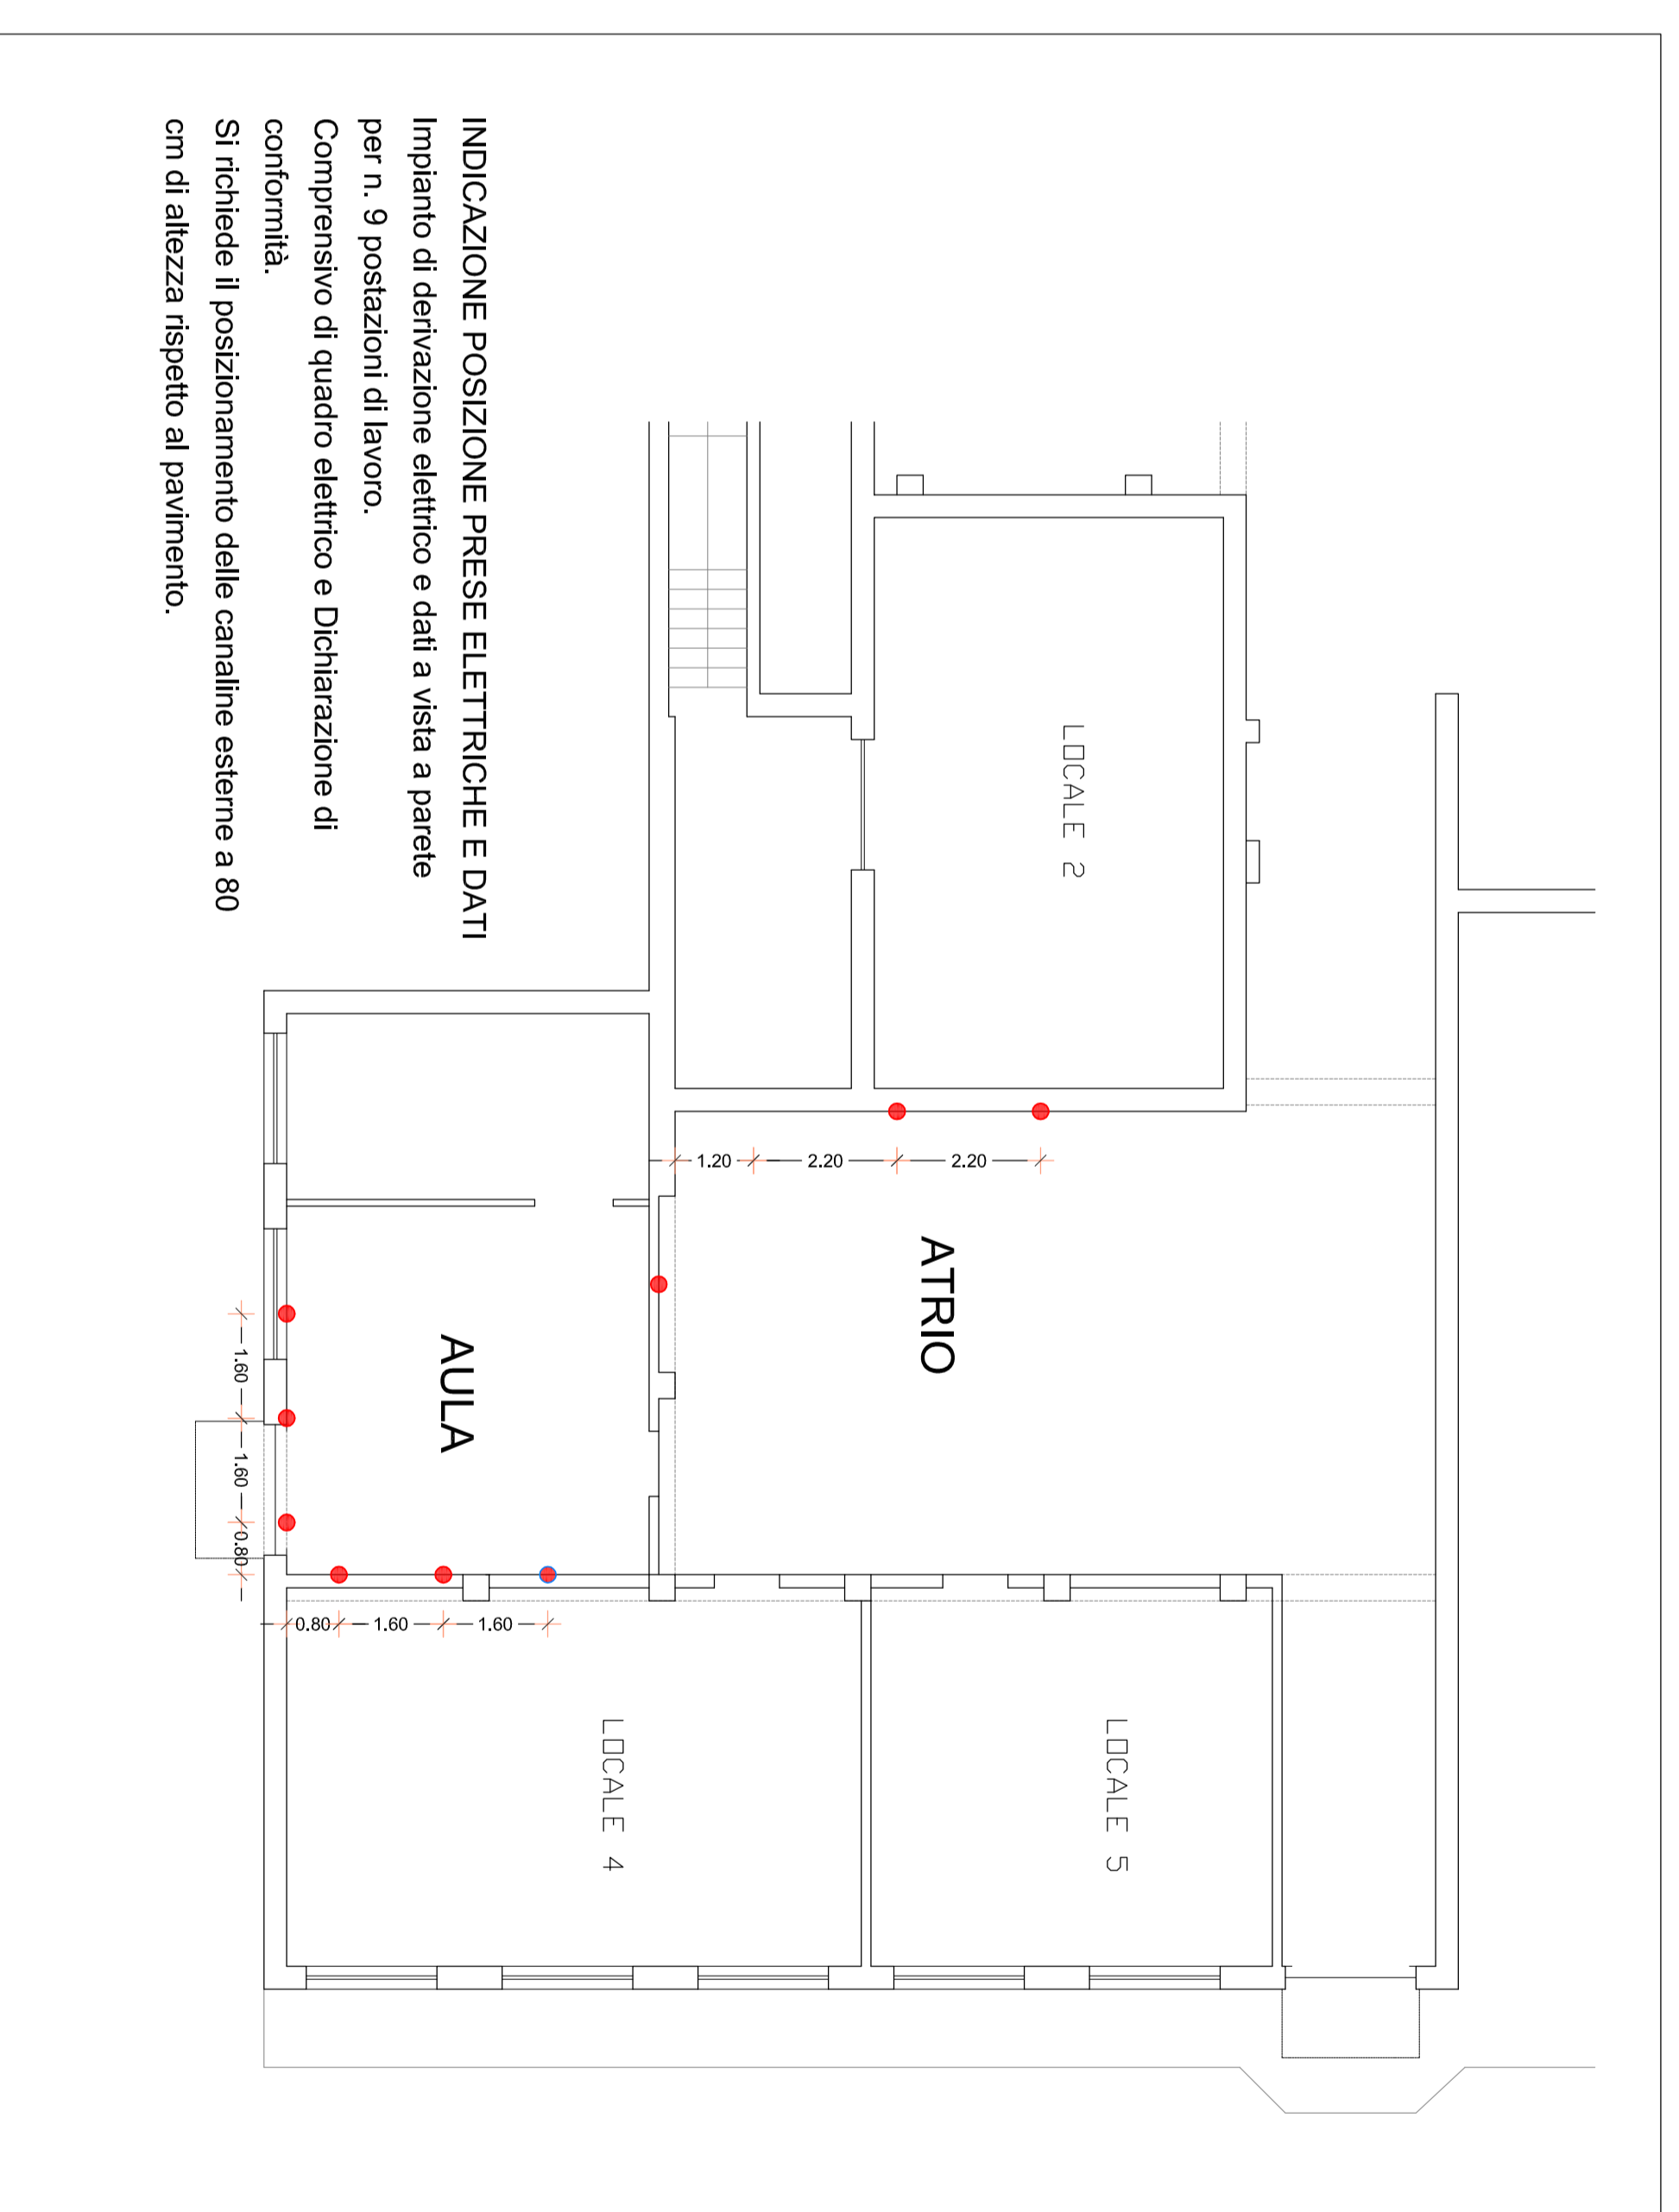 INDICAZIONE POSIZIONE PRESE ELETTRICHE E DATI
Impianto di derivazione elettrico e dati a vista a parete
per n. 9 postazioni di lavoro.
Comprensivo di quadro elettrico e Dichiarazione di
conformità.
Si richiede il posizionamento delle canaline esterne a 80
cm di altezza rispetto al pavimento.
LOCALE 2
1.20
2.20
2.20
ATRIO
AULA
1.60
1.60
0.80
0.80
1.60
1.60
LOCALE 4
LOCALE 5